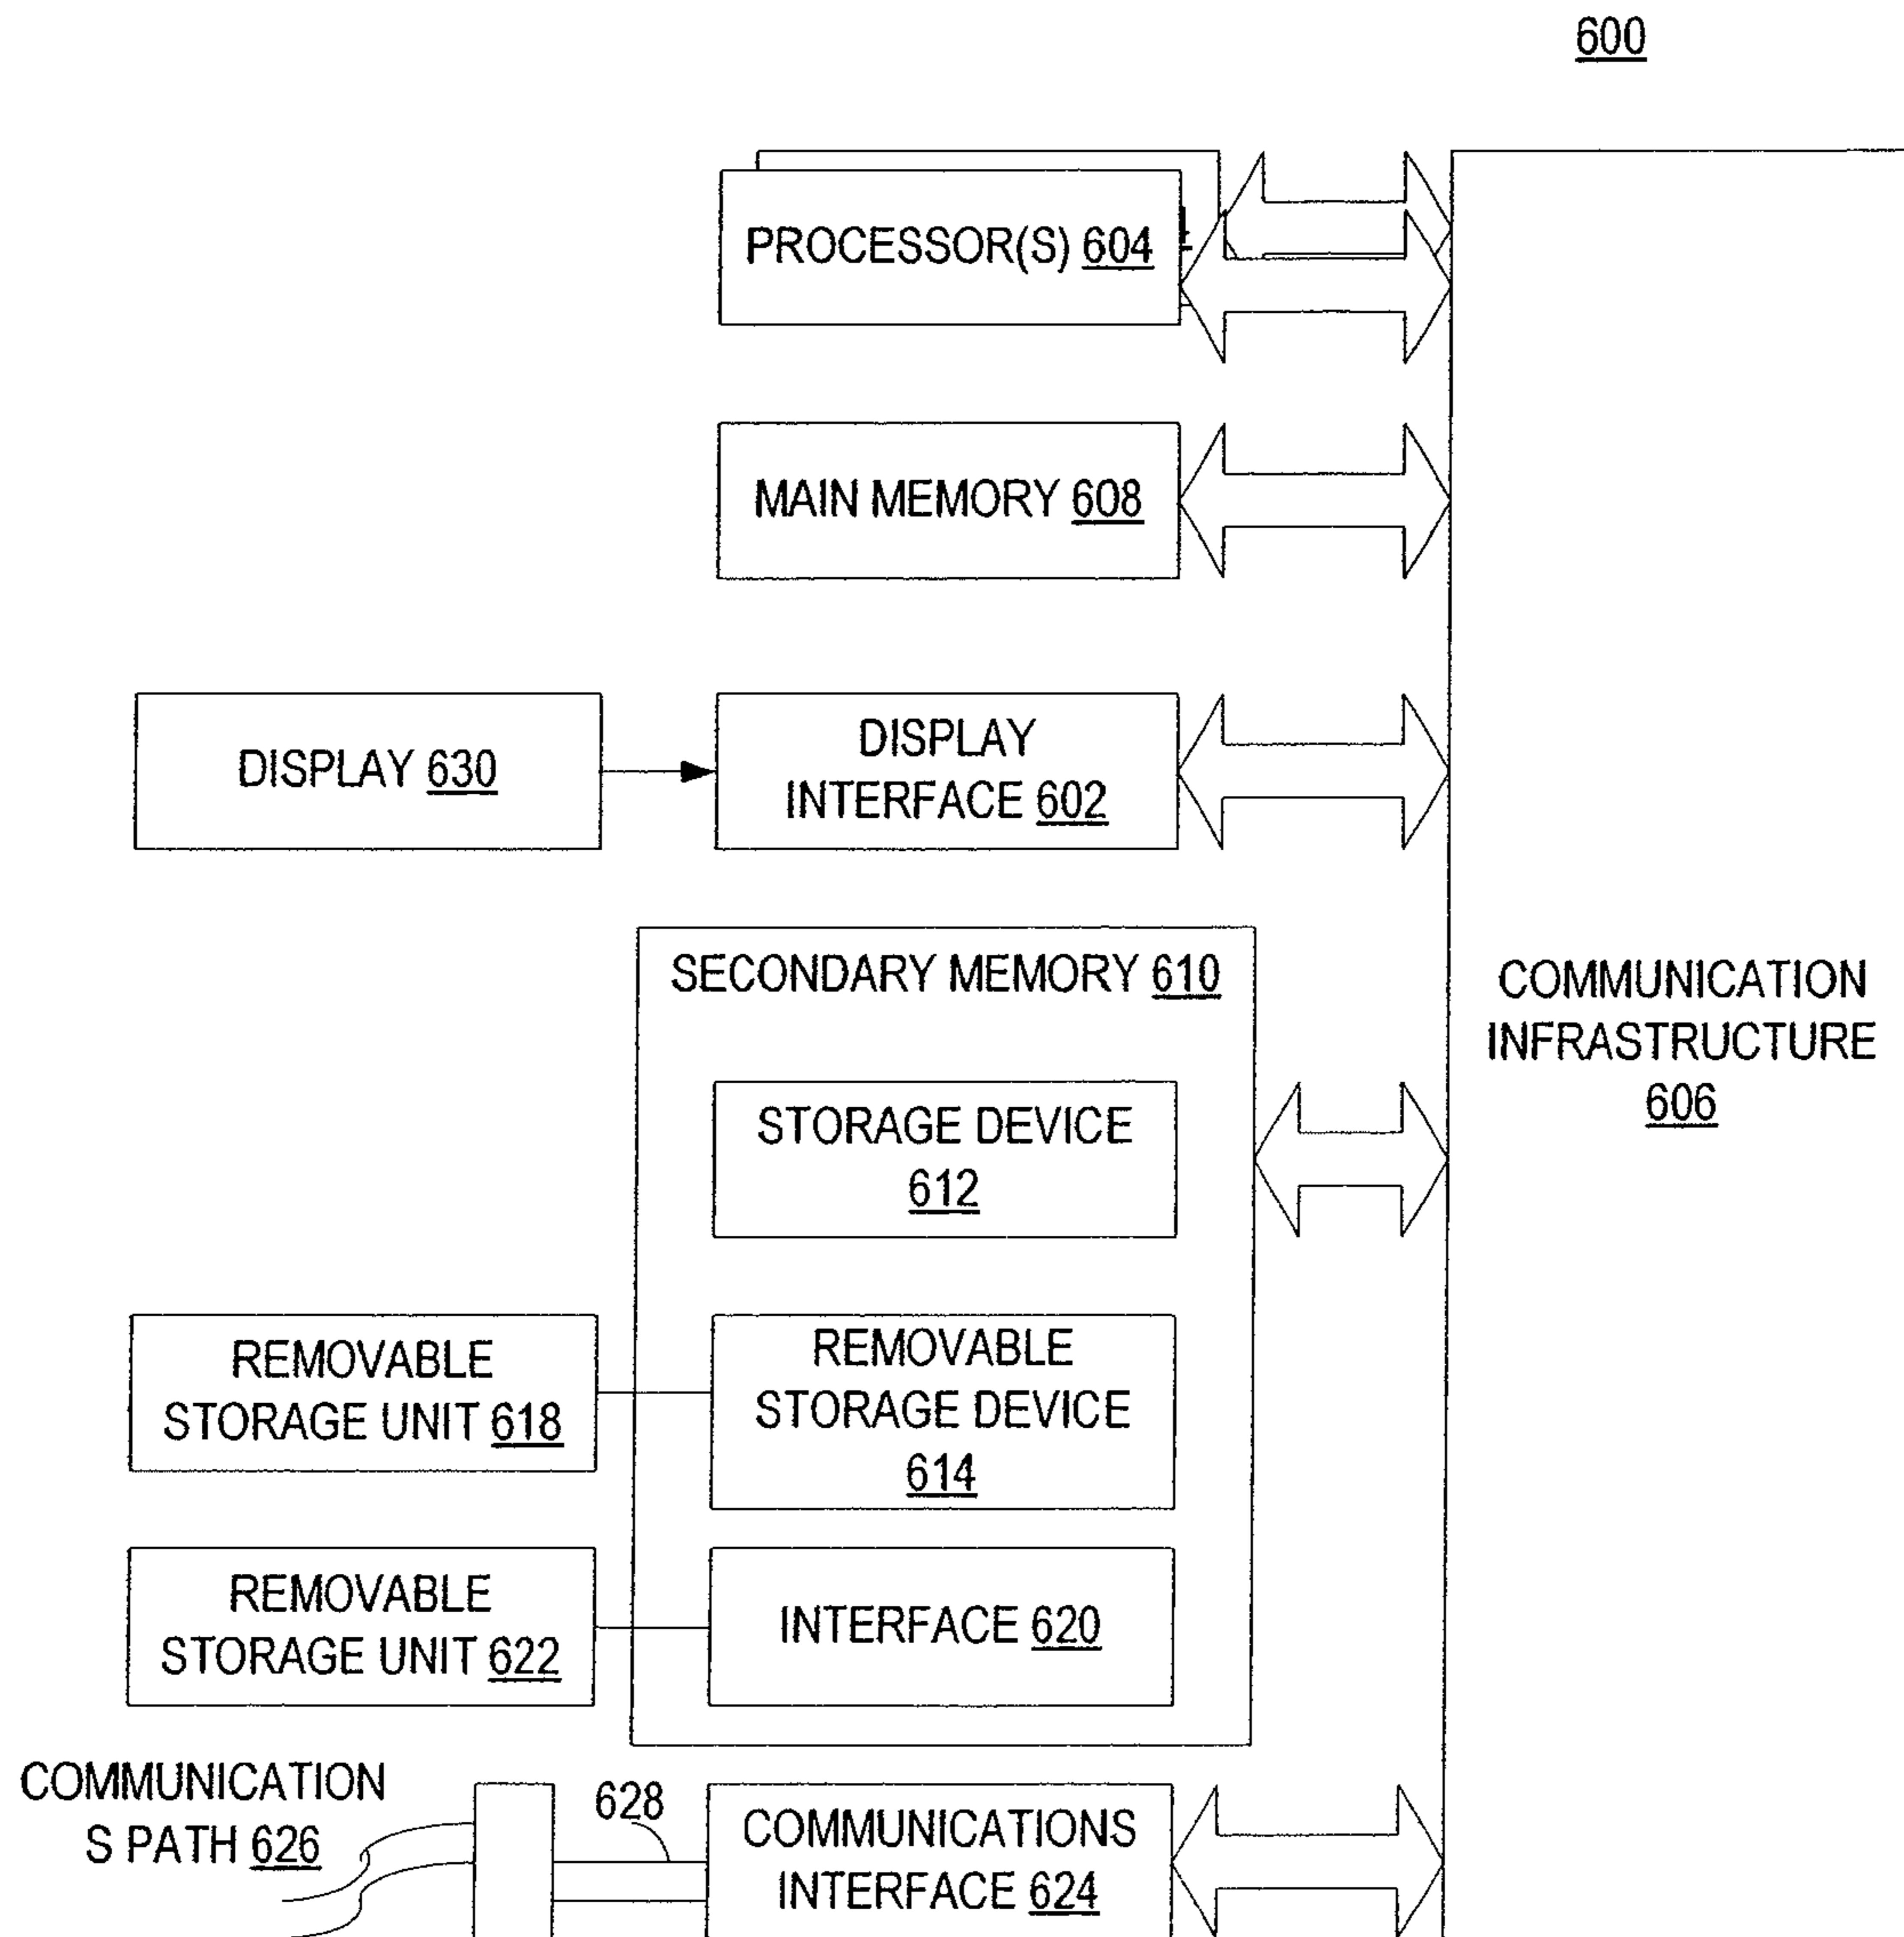 600
PROCESSOR(S) 604
MAIN MEMORY 608
DISPLAY 630
DISPLAY
INTERFACE 602
SECONDARY MEMORY 610
COMMUNICATION
INFRASTRUCTURE
606
STORAGE DEVICE
612
REMOVABLE
STORAGE UNIT 618
REMOVABLE
STORAGE DEVICE
614
REMOVABLE
STORAGE UNIT 622
INTERFACE 620
COMMUNICATION
S PATH 626
628
COMMUNICATIONS
INTERFACE 624